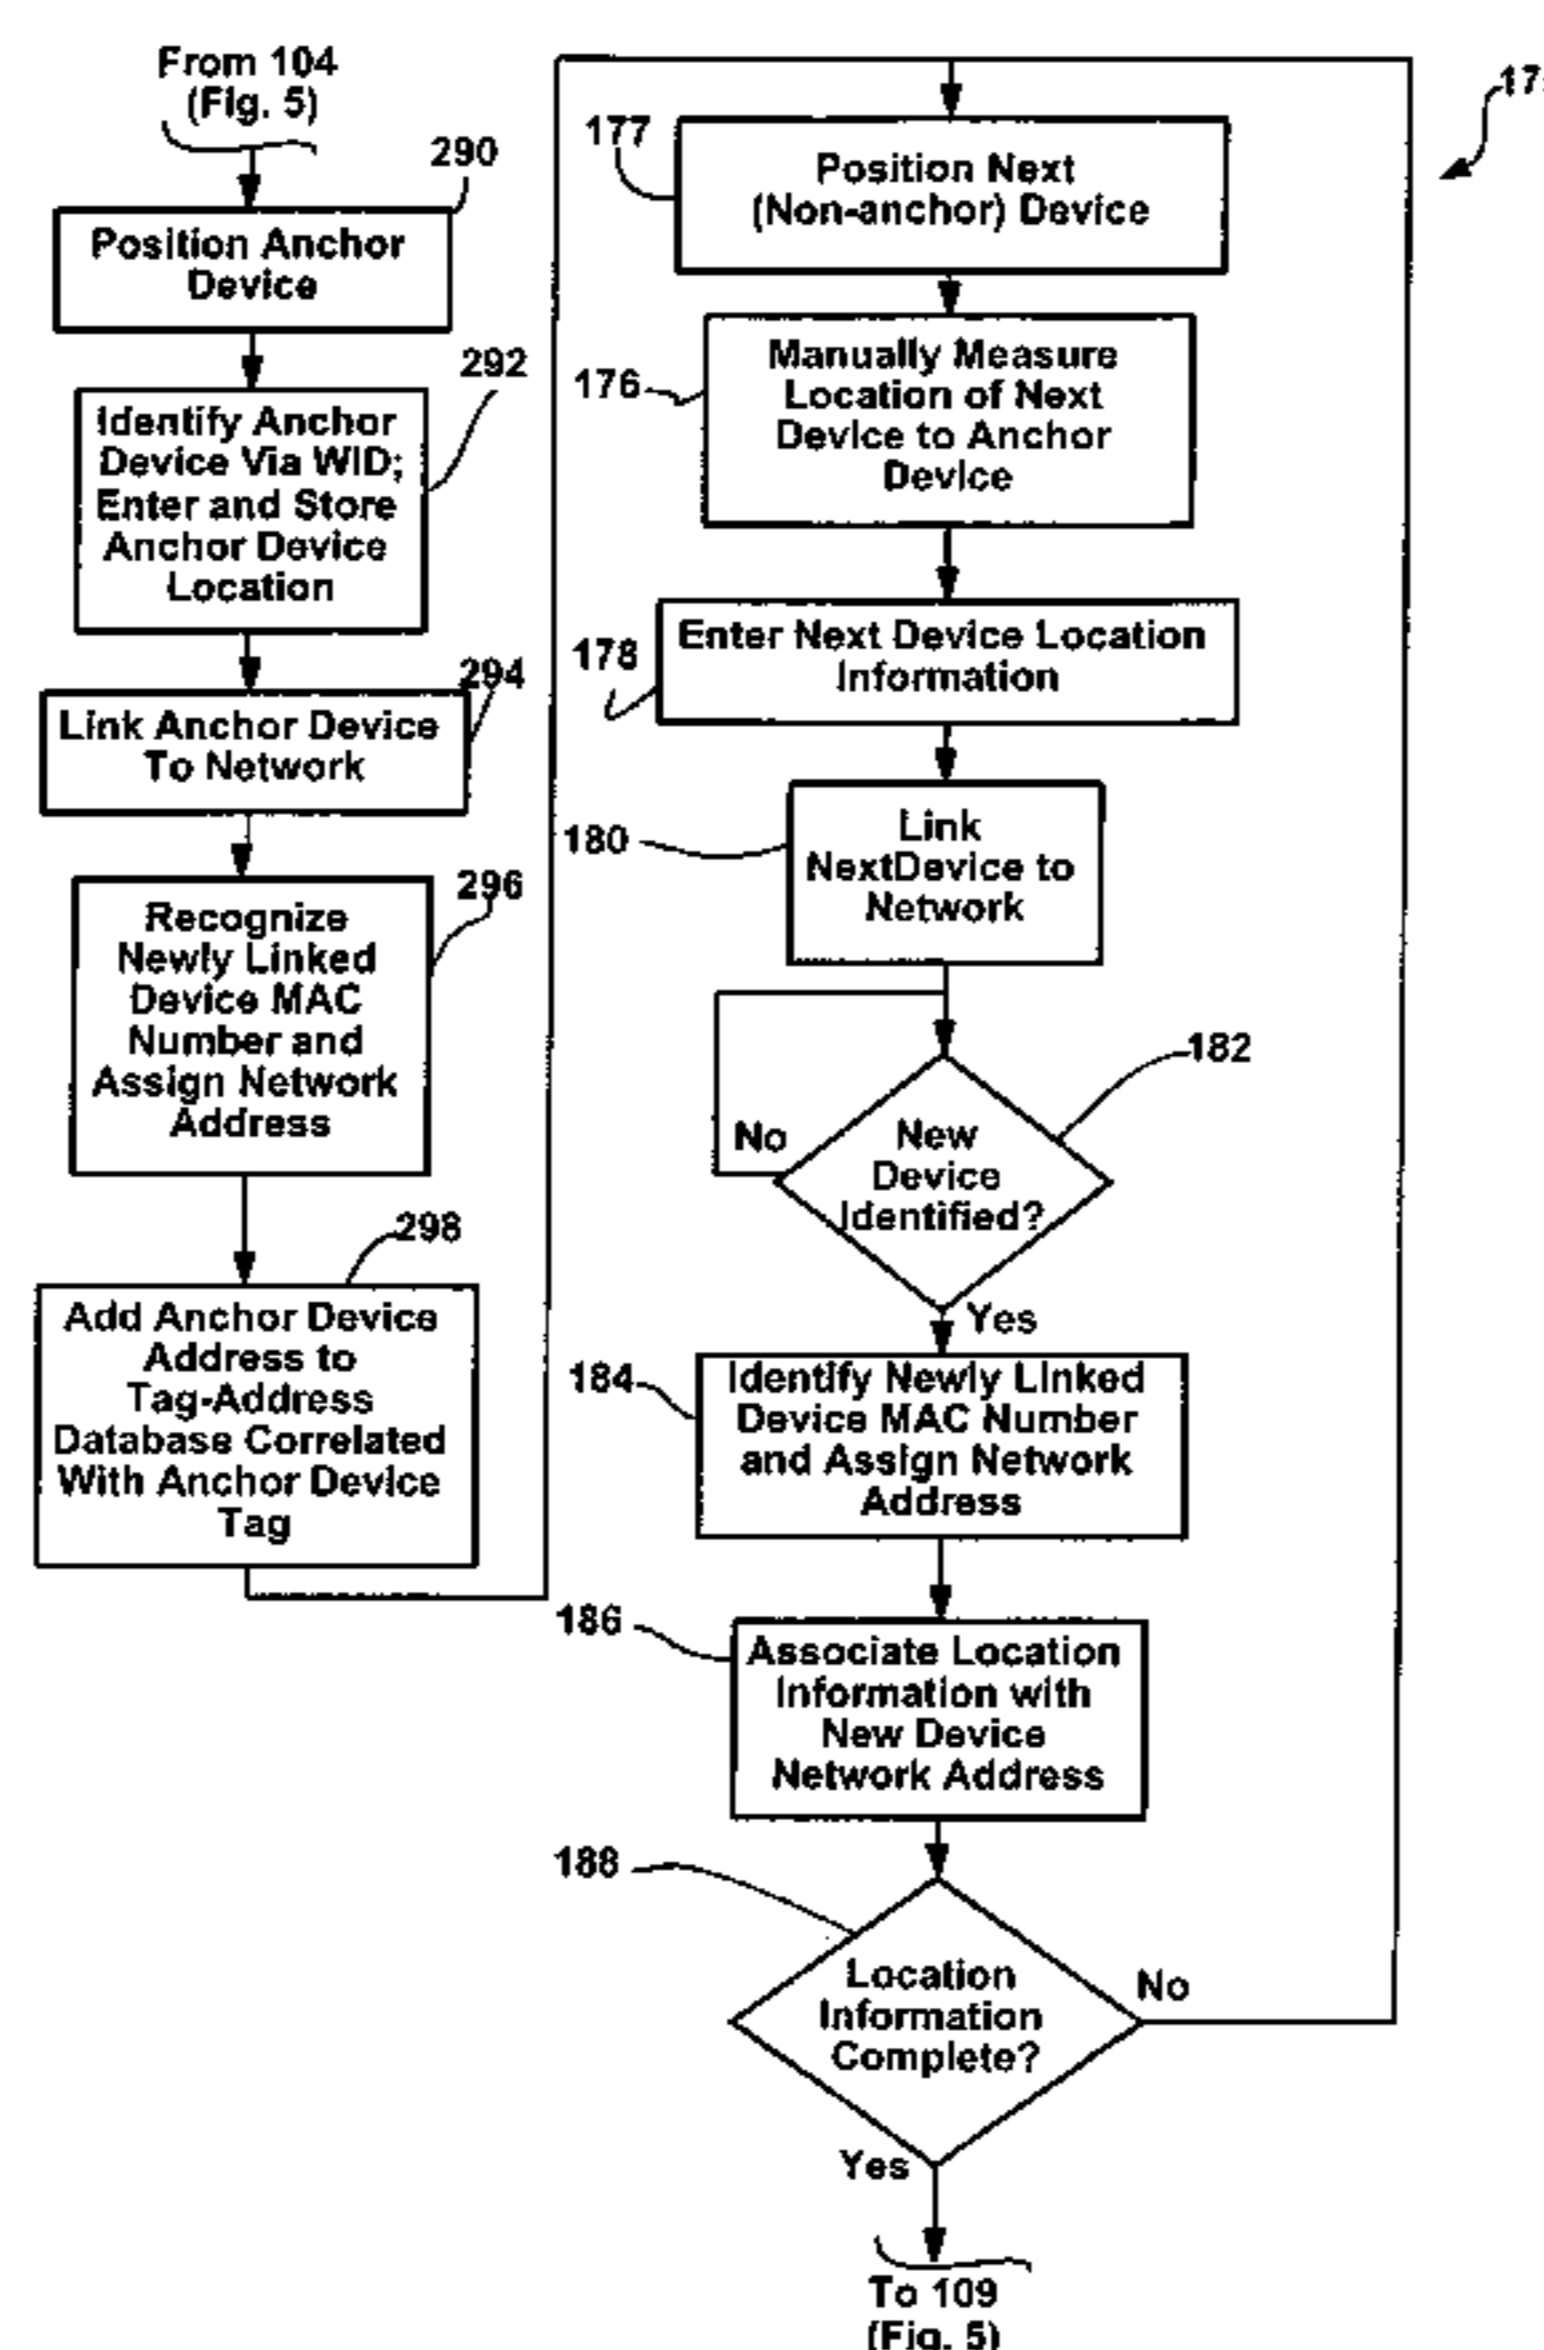 From 104
(Fig. 5)
290
Position Anchor
Device
292
Identify Anchor
Device Via WID;
Enter and Store
Anchor Device
Location
294
Link Anchor Device
To Network
296
Recognize
Newly Linked
Device MAC
Number and
Assign Network
Address
298
Add Anchor Device
Address to
Tag-Address
Database Correlated
With Anchor Device
Tag
177
Position Next
(Non-anchor) Device
176
Manually Measure
Location of Next
Device to Anchor
Device
178
Enter Next Device Location
Information
180
Link
NextDevice to
Network
182
No
New
Device
Identified?
Yes
184
Identify Newly Linked
Device MAC Number
and Assign Network
Address
186
Associate Location
Information with
New Device
Network Address
188
Location
Information
Complete?
No
Yes
To 109
(Fig. 5)